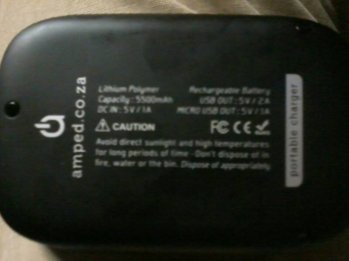 amped.co.za
Lithium Polymer
Capacity: 5500mAh
DC IN: 5V/1A
Rechargeable Battery
USB OUT: 5V/2A
MICRO USB OUT: 5V/1A
CAUTION
FC CE
Avoid direct sunlight and high temperatures
for long periods of time - Don't dispose of in
fire, water or the bin. Dispose of appropriately
portable charger